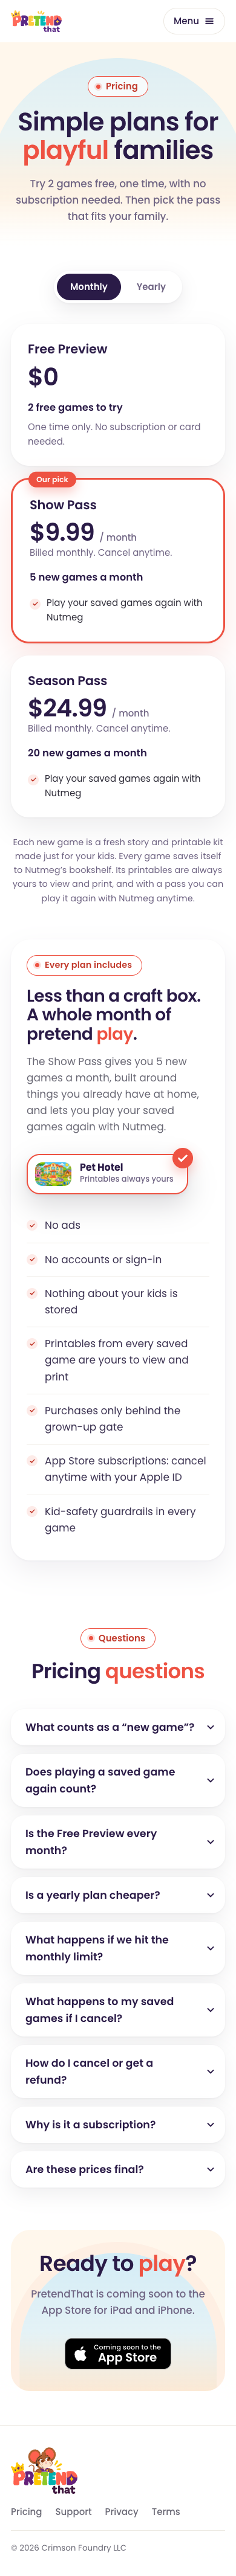 PRETEND
that
Menu
Pricing
Simple plans for
playful families
Try 2 games free, one time, with no
subscription needed. Then pick the pass
that fits your family.
Monthly
Yearly
Free Preview
$0
2 free games to try
One time only. No subscription or card
needed.
Our pick
Show Pass
$9.99 / month
Billed monthly. Cancel anytime.
5 new games a month
Play your saved games again with
Nutmeg
Season Pass
$24.99 / month
Billed monthly. Cancel anytime.
20 new games a month
Play your saved games again with
Nutmeg
Each new game is a fresh story and printable kit
made just for your kids. Every game saves itself
to Nutmeg’s bookshelf. Its printables are always
yours to view and print, and with a pass you can
play it again with Nutmeg anytime.
Every plan includes
Less than a craft box.
A whole month of
pretend play.
The Show Pass gives you 5 new
games a month, built around
things you already have at home,
and lets you play your saved
games again with Nutmeg.
Pet Hotel
Printables always yours
No ads
No accounts or sign-in
Nothing about your kids is
stored
Printables from every saved
game are yours to view and
print
Purchases only behind the
grown-up gate
App Store subscriptions: cancel
anytime with your Apple ID
Kid-safety guardrails in every
game
Questions
Pricing questions
What counts as a “new game”?
Does playing a saved game
again count?
Is the Free Preview every
month?
Is a yearly plan cheaper?
What happens if we hit the
monthly limit?
What happens to my saved
games if I cancel?
How do I cancel or get a
refund?
Why is it a subscription?
Are these prices final?
Ready to play?
PretendThat is coming soon to the
App Store for iPad and iPhone.
Coming soon to the
App Store
PRETEND
that
Pricing
Support
Privacy
Terms
© 2026 Crimson Foundry LLC